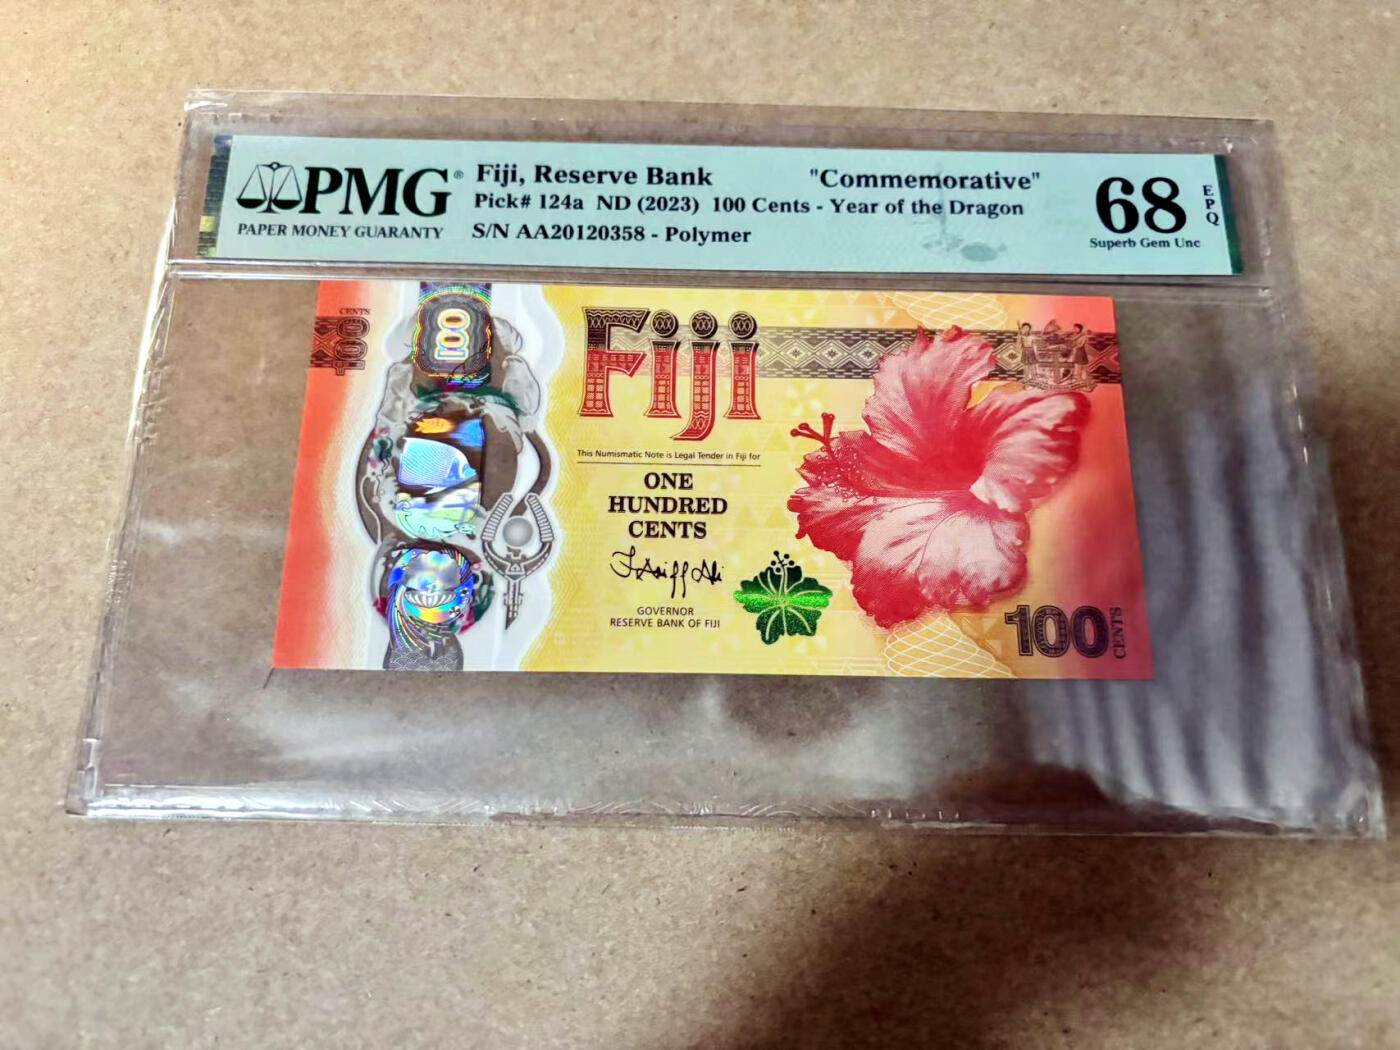 PMG®
PAPER MONEY GUARANTY
Fiji, Reserve Bank "Commemorative"
Pick# 124a ND (2023) 100 Cents - Year of the Dragon
S/N AA20120358 - Polymer
68
EPQ
Superb Gem Unc
CENTS
100
100
Fiji
This Numismatic Note is Legal Tender in Fiji for
ONE
HUNDRED
CENTS
GOVERNOR
RESERVE BANK OF FIJI
100
CENTS